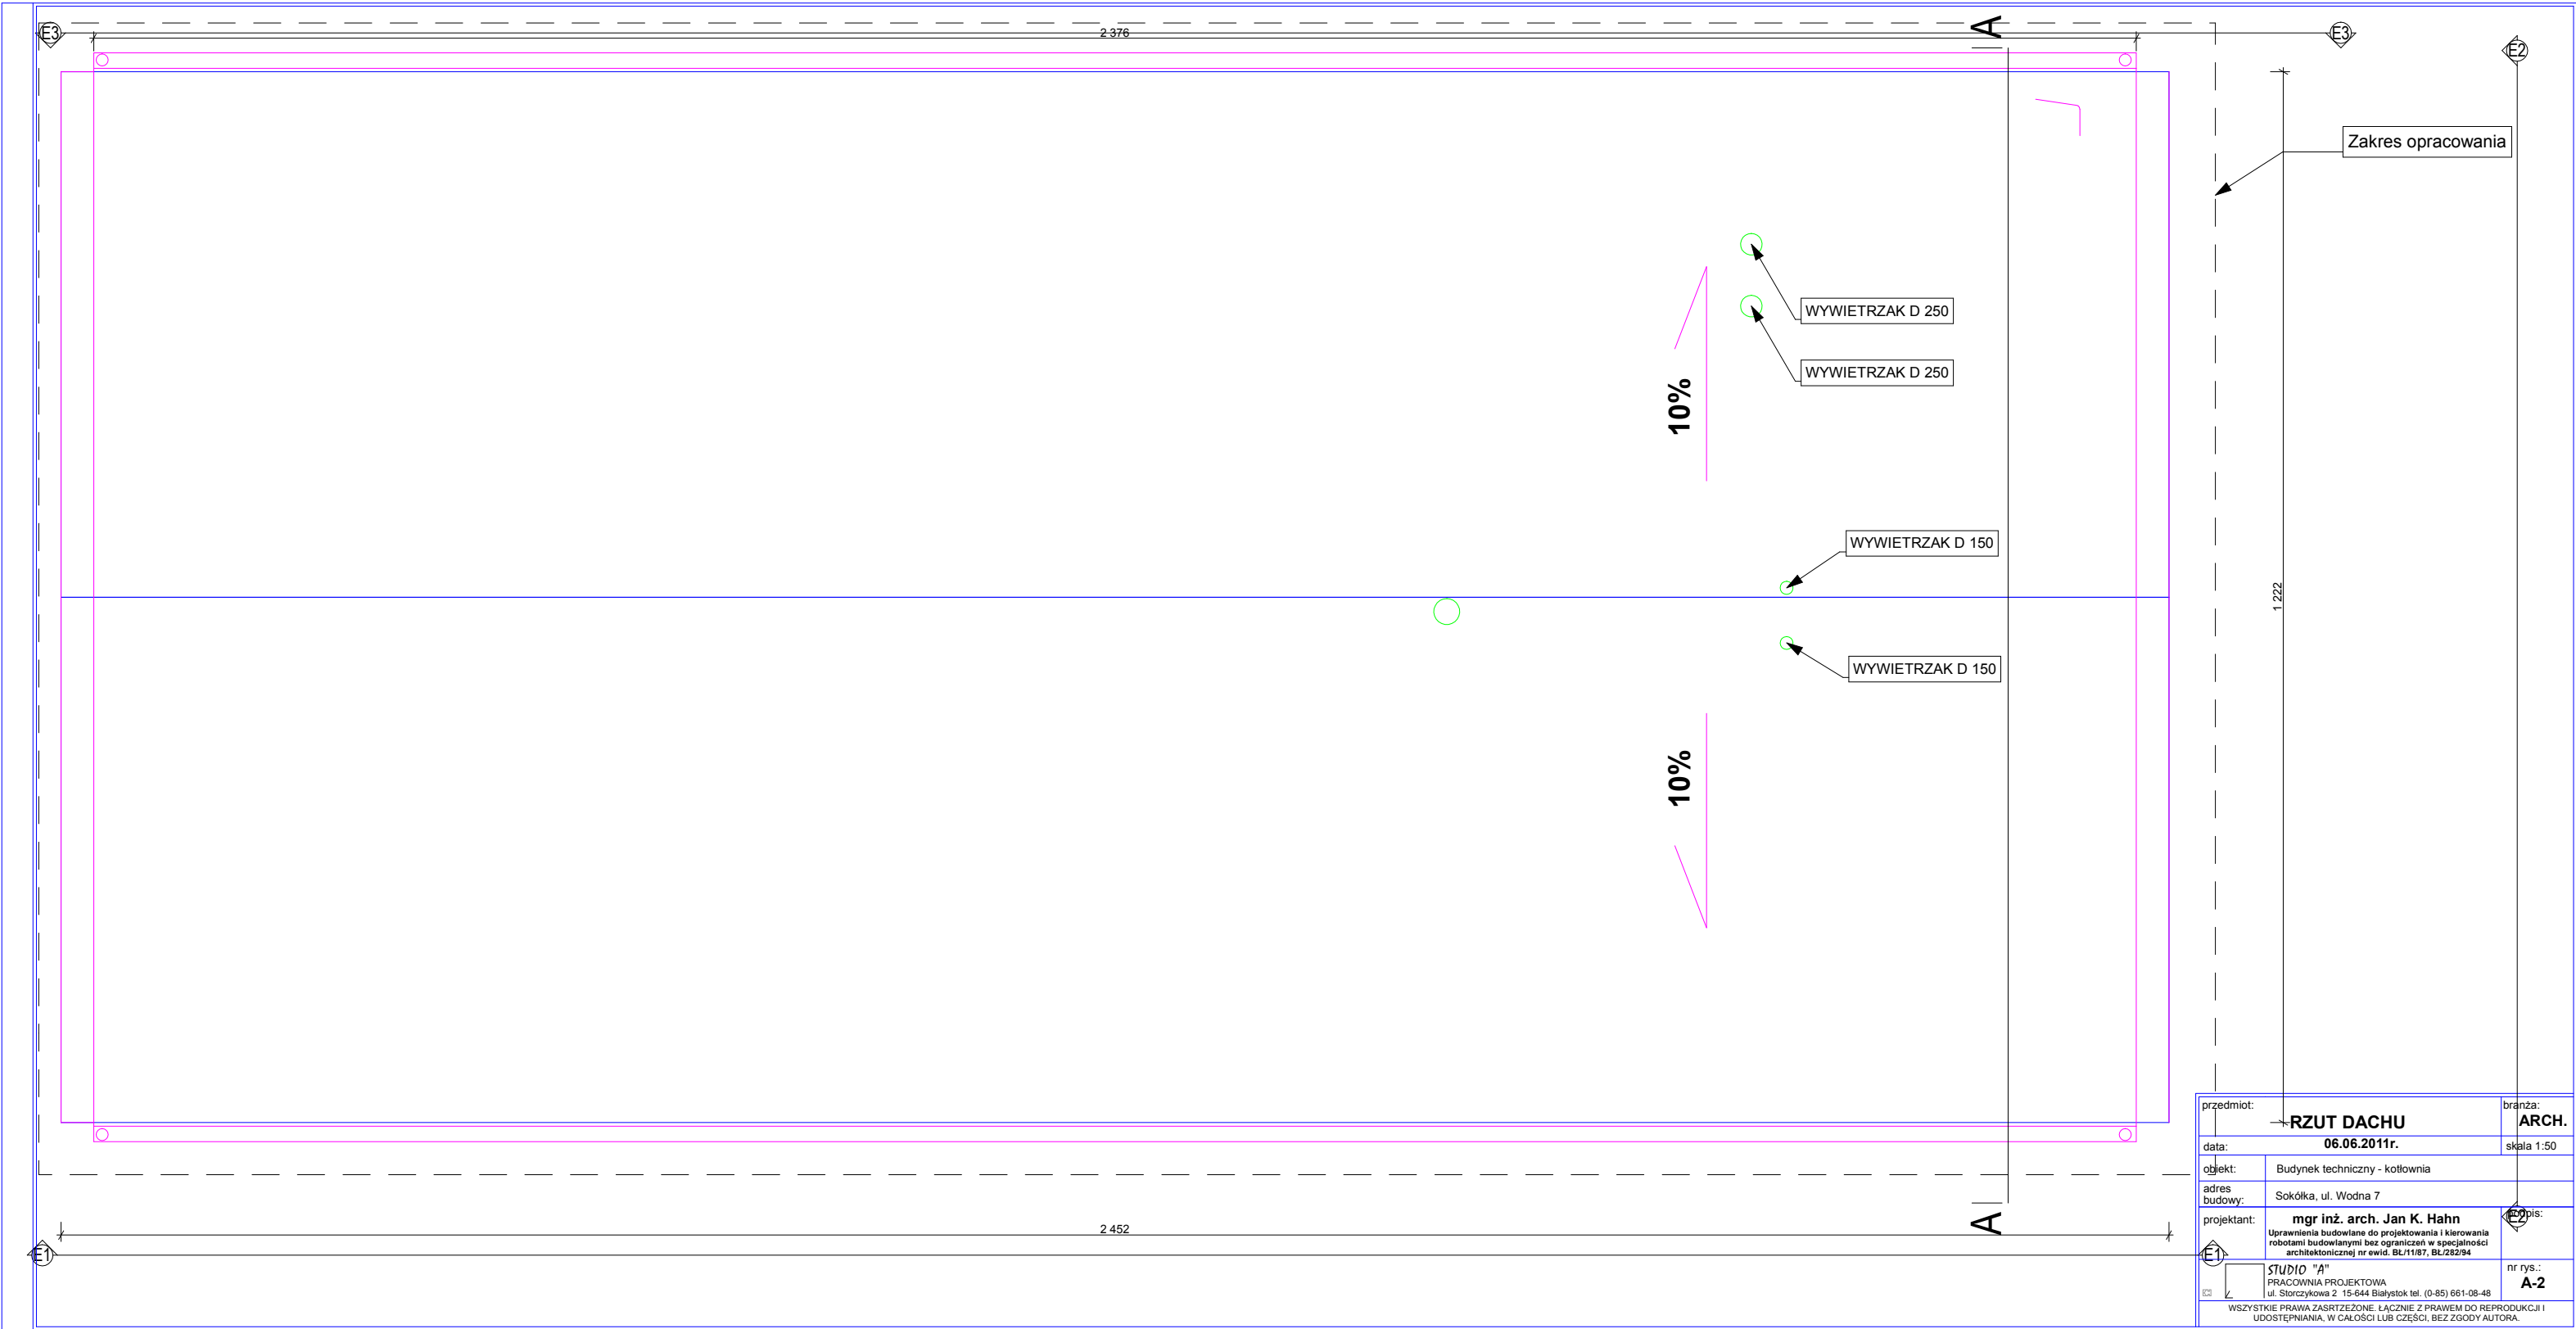 E3
2 376
A
E3
E2
Zakres opracowania
WYWIETRZAK D 250
WYWIETRZAK D 250
10%
WYWIETRZAK D 150
1 222
WYWIETRZAK D 150
10%
A
2 452
E1
E1
E2
przedmiot:
RZUT DACHU
branża:
ARCH.
data:
06.06.2011r.
skala 1:50
obiekt:
Budynek techniczny - kotłownia
adres
budowy:
Sokółka, ul. Wodna 7
projektant:
mgr inż. arch. Jan K. Hahn
Uprawnienia budowlane do projektowania i kierowania
robotami budowlanymi bez ograniczeń w specjalności
architektonicznej nr ewid. BŁ/11/87, BŁ/282/94
podpis:
STUDIO "A"
PRACOWNIA PROJEKTOWA
ul. Storczykowa 2 15-644 Białystok tel. (0-85) 661-08-48
nr rys.:
A-2
WSZYSTKIE PRAWA ZASRTZEŻONE. ŁĄCZNIE Z PRAWEM DO REPRODUKCJI I
UDOSTĘPNIANIA, W CAŁOŚCI LUB CZĘŚCI, BEZ ZGODY AUTORA.